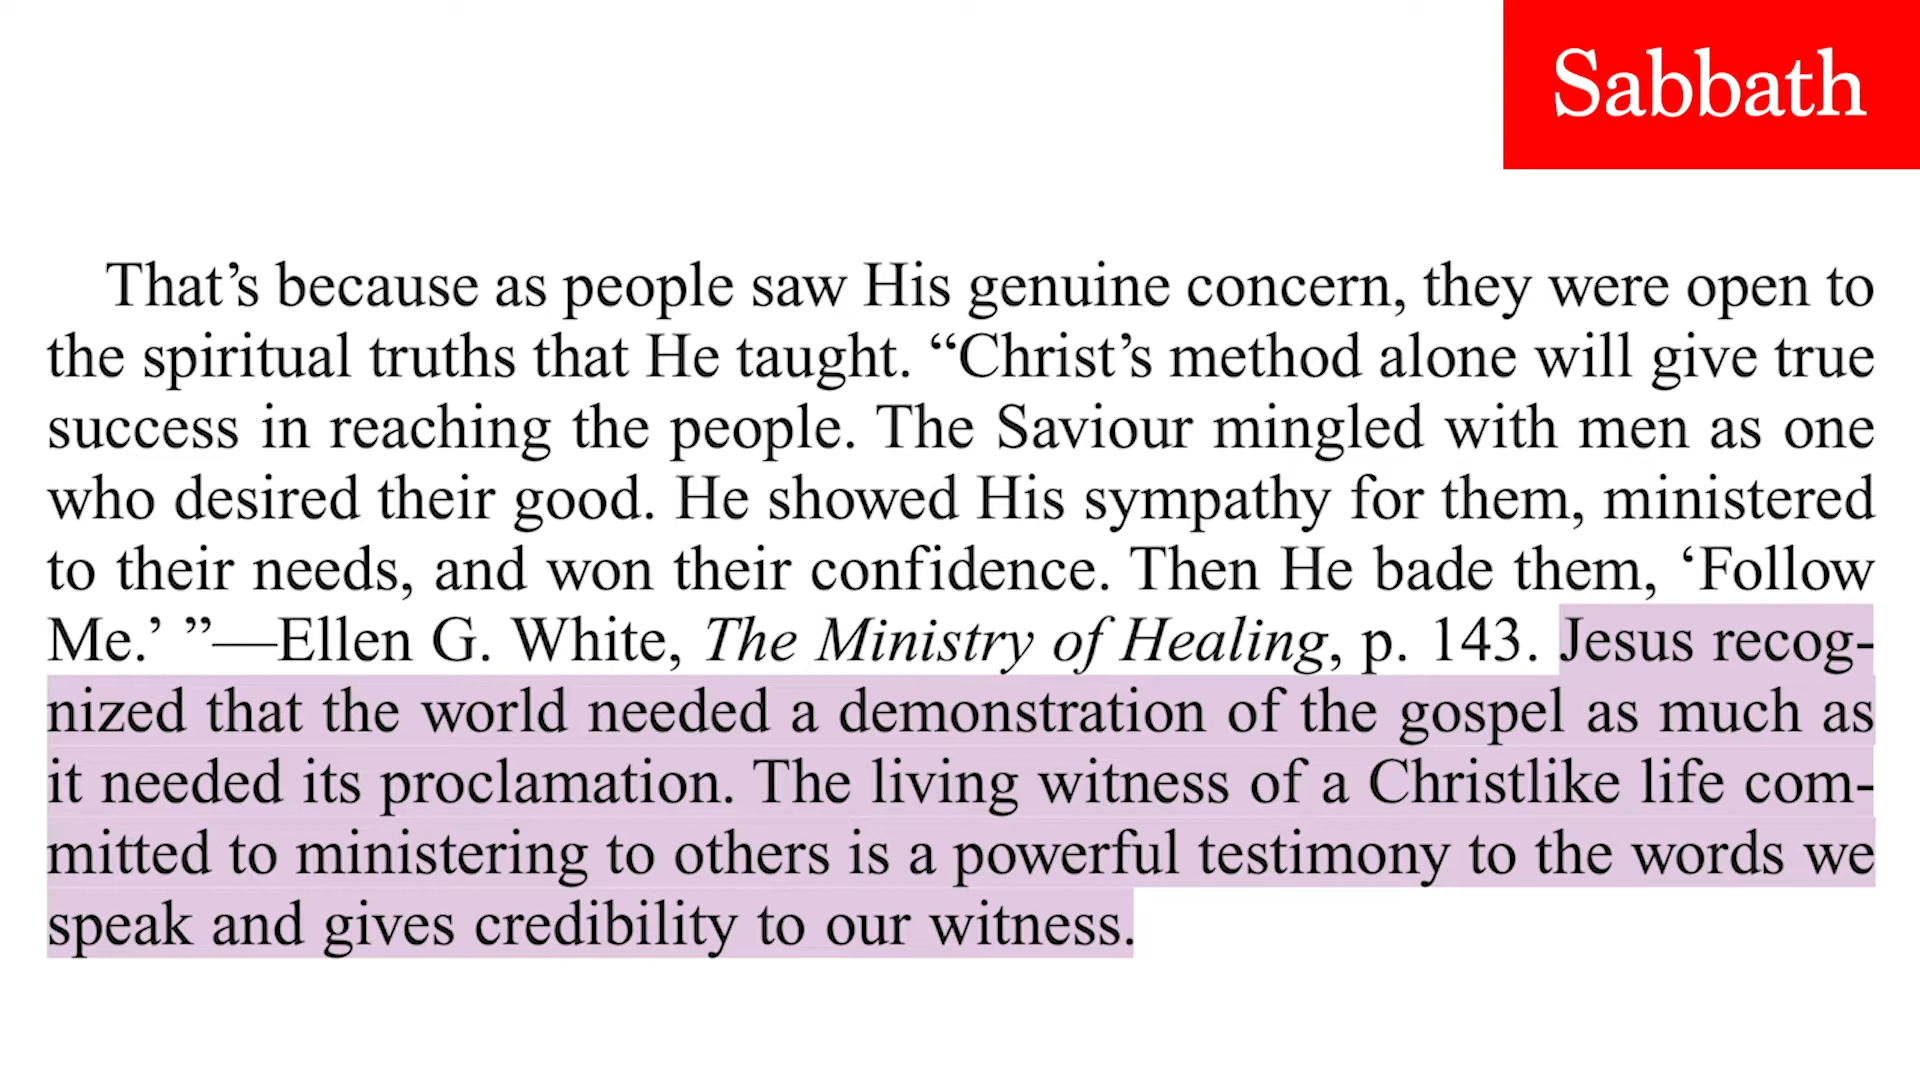 Sabbath
That’s because as people saw His genuine concern, they were open to
the spiritual truths that He taught. “Christ’s method alone will give true
success in reaching the people. The Saviour mingled with men as one
who desired their good. He showed His sympathy for them, ministered
to their needs, and won their confidence. Then He bade them, ‘Follow
Me.’ ”—Ellen G. White, The Ministry of Healing, p. 143. Jesus recog-
nized that the world needed a demonstration of the gospel as much as
it needed its proclamation. The living witness of a Christlike life com-
mitted to ministering to others is a powerful testimony to the words we
speak and gives credibility to our witness.